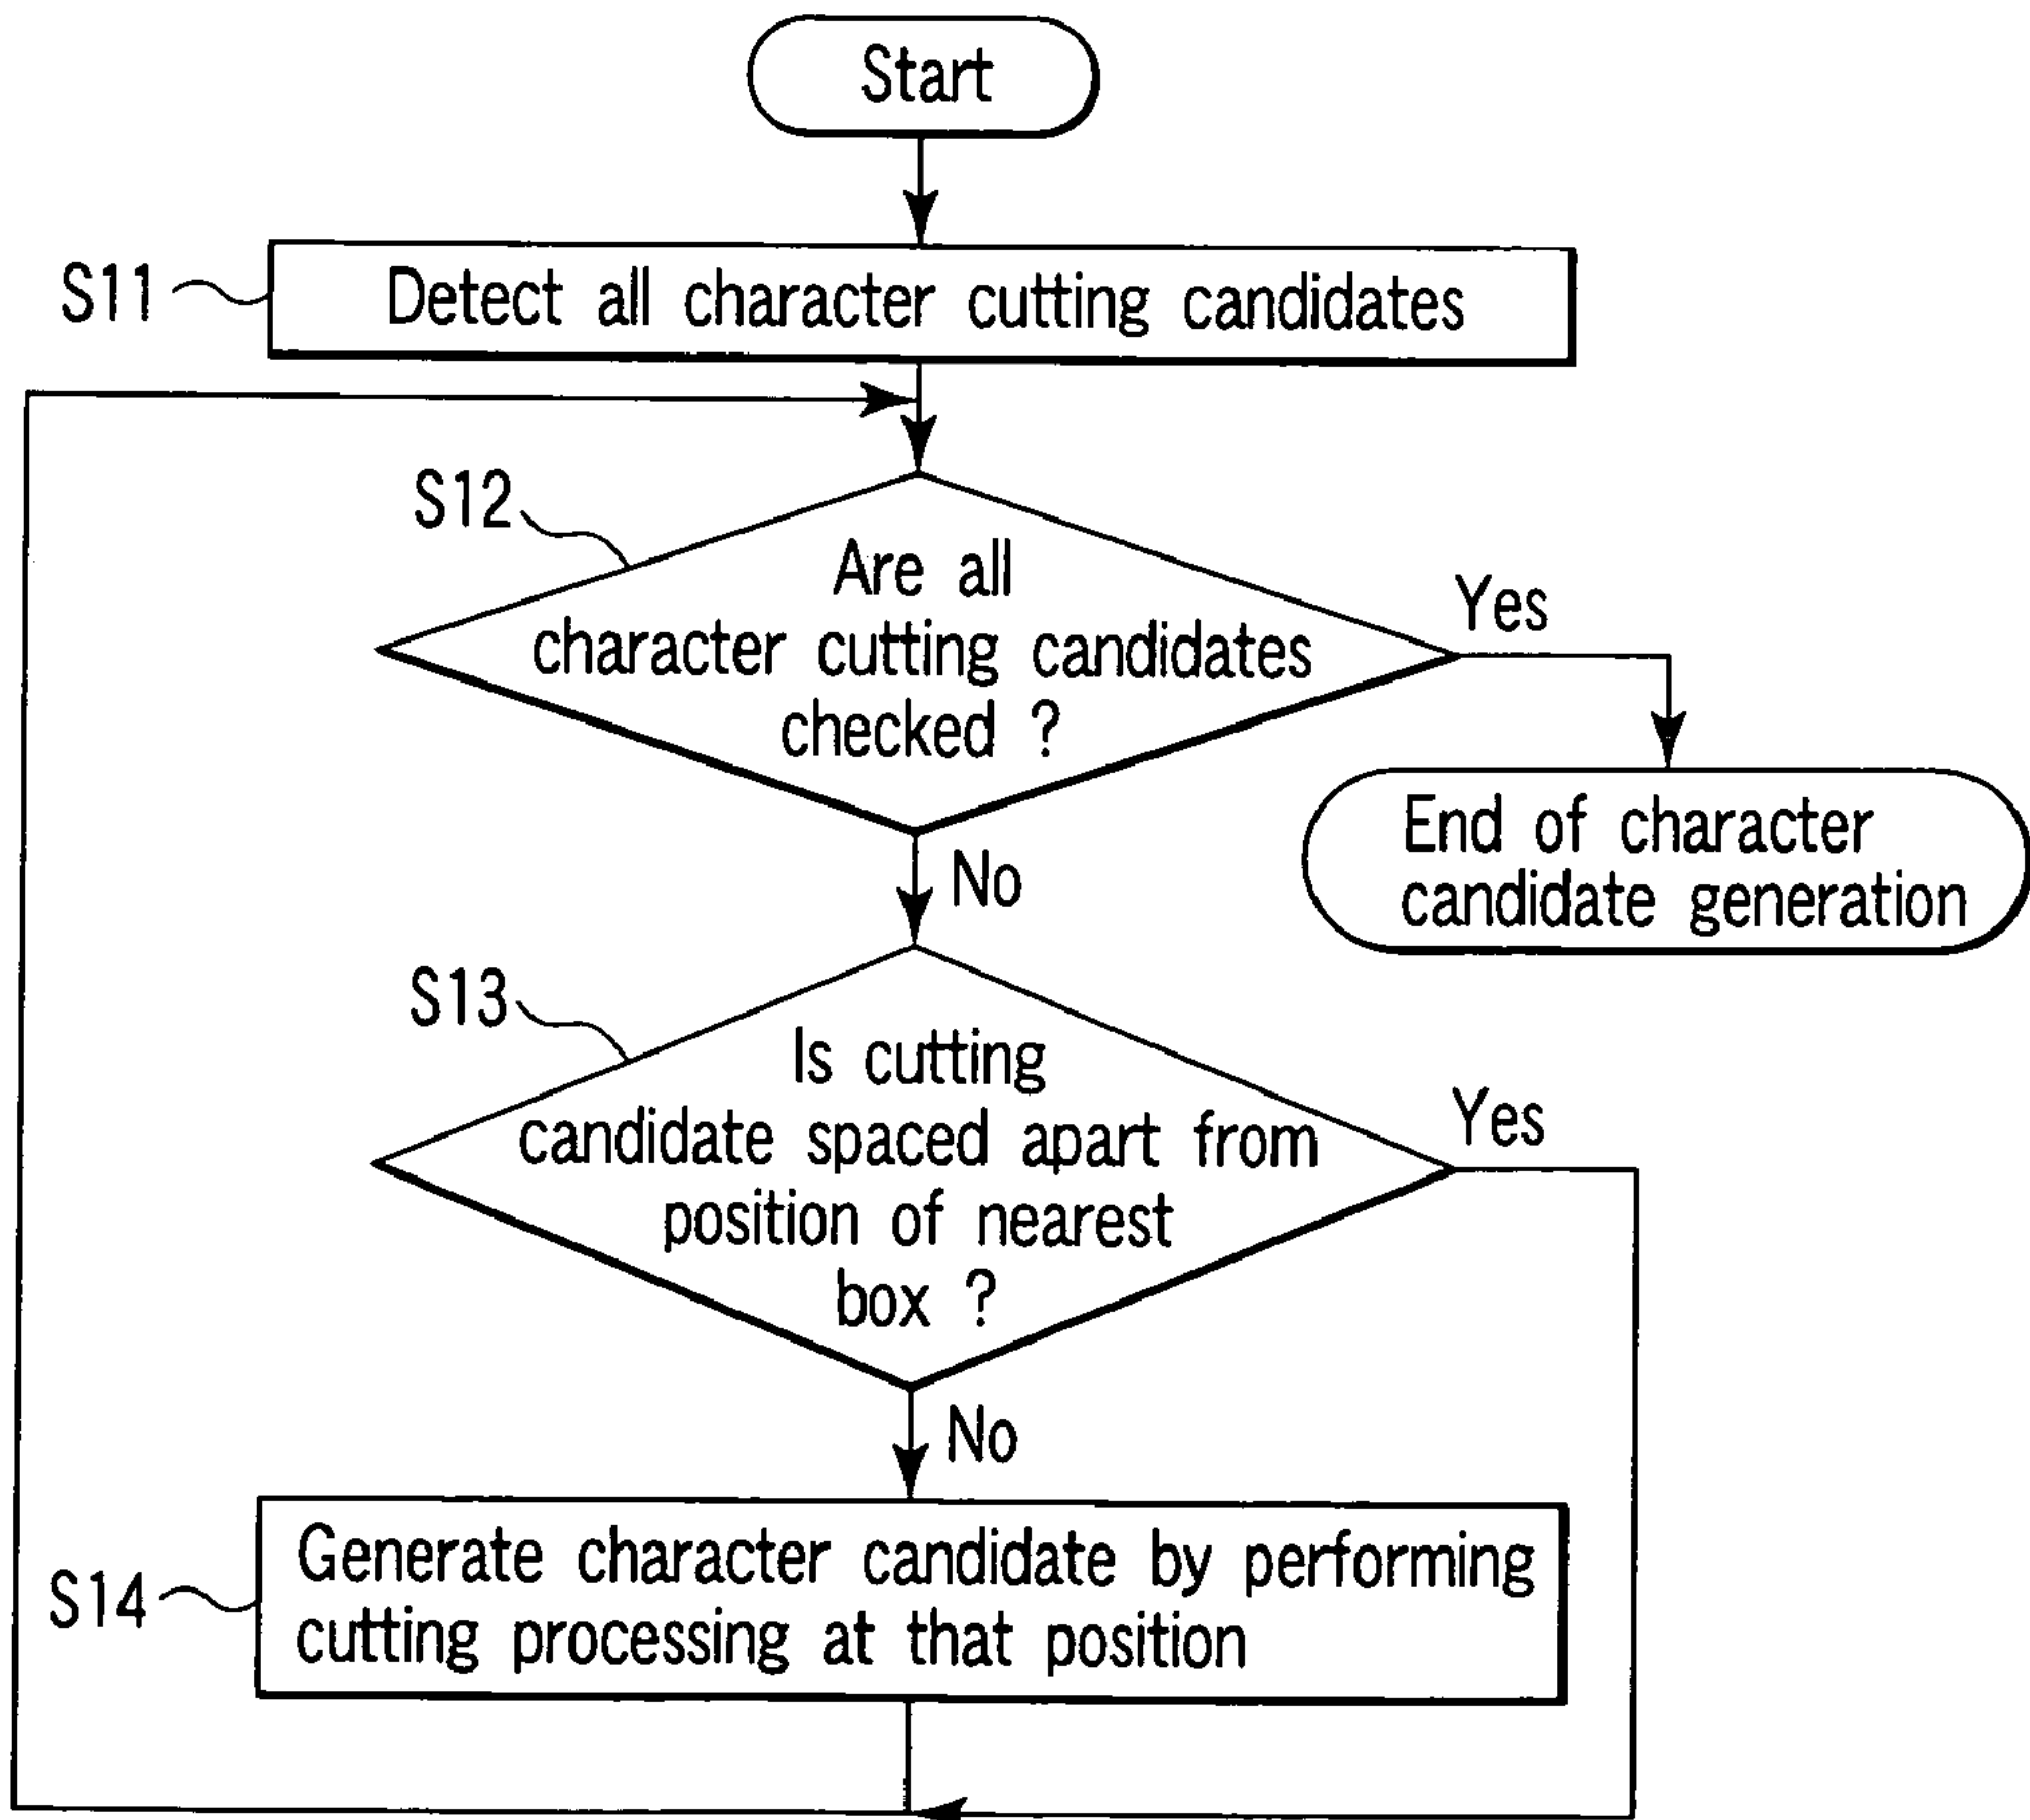 Start
S11
Detect all character cutting candidates
S12
Are all
character cutting candidates
checked ?
Yes
End of character
candidate generation
No
S13
Is cutting
candidate spaced apart from
position of nearest
box ?
Yes
No
S14
Generate character candidate by performing
cutting processing at that position